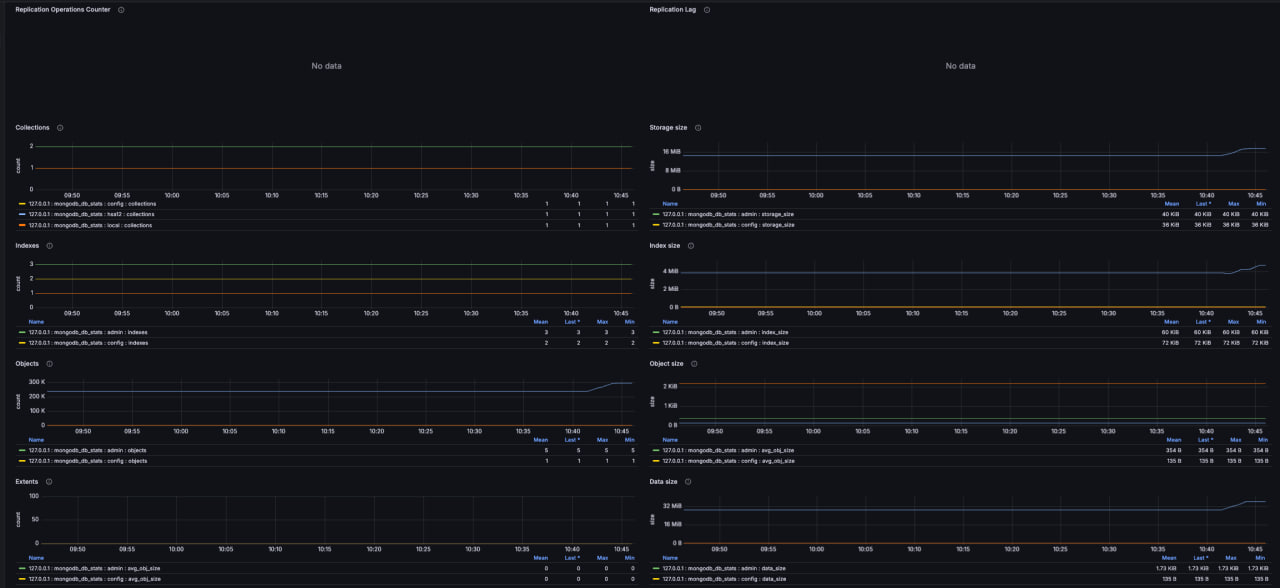 Replication Operations Counter
No data
Replication Lag
No data
Collections
count
2
1
0
09:50 09:55 10:00 10:05 10:10 10:15 10:20 10:25 10:30 10:35 10:40 10:45
127.0.0.1 : mongodb_db_stats : config : collections 1 1 1 1
127.0.0.1 : mongodb_db_stats : hsa12 : collections 1 1 1 1
127.0.0.1 : mongodb_db_stats : local : collections 1 1 1 1
Storage size
size
16 MiB
8 MiB
0 B
09:50 09:55 10:00 10:05 10:10 10:15 10:20 10:25 10:30 10:35 10:40 10:45
Name Mean Last * Max Min
127.0.0.1 : mongodb_db_stats : admin : storage_size 40 KiB 40 KiB 40 KiB 40 KiB
127.0.0.1 : mongodb_db_stats : config : storage_size 36 KiB 36 KiB 36 KiB 36 KiB
Indexes
count
3
2
1
0
09:50 09:55 10:00 10:05 10:10 10:15 10:20 10:25 10:30 10:35 10:40 10:45
Name Mean Last * Max Min
127.0.0.1 : mongodb_db_stats : admin : indexes 3 3 3 3
127.0.0.1 : mongodb_db_stats : config : indexes 2 2 2 2
Index size
size
4 MiB
2 MiB
0 B
09:50 09:55 10:00 10:05 10:10 10:15 10:20 10:25 10:30 10:35 10:40 10:45
Name Mean Last * Max Min
127.0.0.1 : mongodb_db_stats : admin : index_size 60 KiB 60 KiB 60 KiB 60 KiB
127.0.0.1 : mongodb_db_stats : config : index_size 72 KiB 72 KiB 72 KiB 72 KiB
Objects
count
300 K
200 K
100 K
0
09:50 09:55 10:00 10:05 10:10 10:15 10:20 10:25 10:30 10:35 10:40 10:45
Name Mean Last * Max Min
127.0.0.1 : mongodb_db_stats : admin : objects 5 5 5 5
127.0.0.1 : mongodb_db_stats : config : objects 1 1 1 1
Object size
size
2 KiB
1 KiB
0 B
09:50 09:55 10:00 10:05 10:10 10:15 10:20 10:25 10:30 10:35 10:40 10:45
Name Mean Last * Max Min
127.0.0.1 : mongodb_db_stats : admin : avg_obj_size 354 B 354 B 354 B 354 B
127.0.0.1 : mongodb_db_stats : config : avg_obj_size 135 B 135 B 135 B 135 B
Extents
count
100
50
0
09:50 09:55 10:00 10:05 10:10 10:15 10:20 10:25 10:30 10:35 10:40 10:45
Name Mean Last * Max Min
127.0.0.1 : mongodb_db_stats : admin : avg_obj_size 0 0 0 0
127.0.0.1 : mongodb_db_stats : config : avg_obj_size 0 0 0 0
Data size
size
32 MiB
16 MiB
0 B
09:50 09:55 10:00 10:05 10:10 10:15 10:20 10:25 10:30 10:35 10:40 10:45
Name Mean Last * Max Min
127.0.0.1 : mongodb_db_stats : admin : data_size 1.73 KiB 1.73 KiB 1.73 KiB 1.73 KiB
127.0.0.1 : mongodb_db_stats : config : data_size 135 B 135 B 135 B 135 B